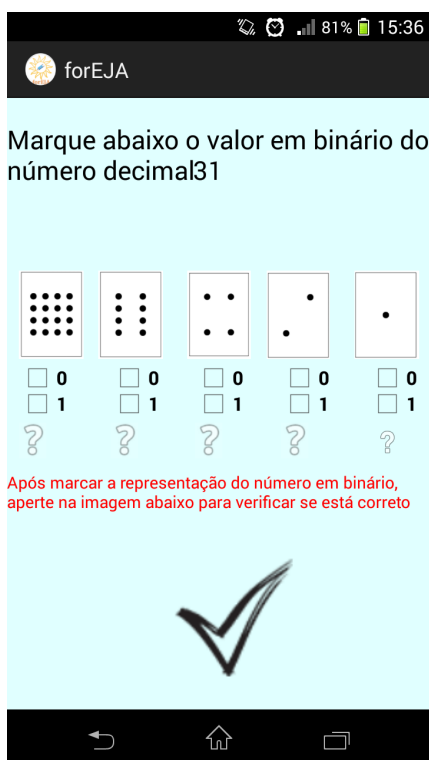 81% 15:36
forEJA
Marque abaixo o valor em binário do
número decimal31
0 0 0 0 0
1 1 1 1 1
? ? ? ? ?
Após marcar a representação do número em binário,
aperte na imagem abaixo para verificar se está correto